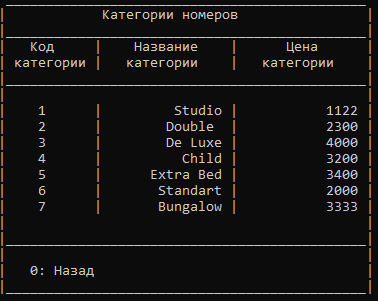 Категории номеров
Код Название Цена
категории категории категории
1 Studio 1122
2 Double 2300
3 De Luxe 4000
4 Child 3200
5 Extra Bed 3400
6 Standart 2000
7 Bungalow 3333
0: Назад